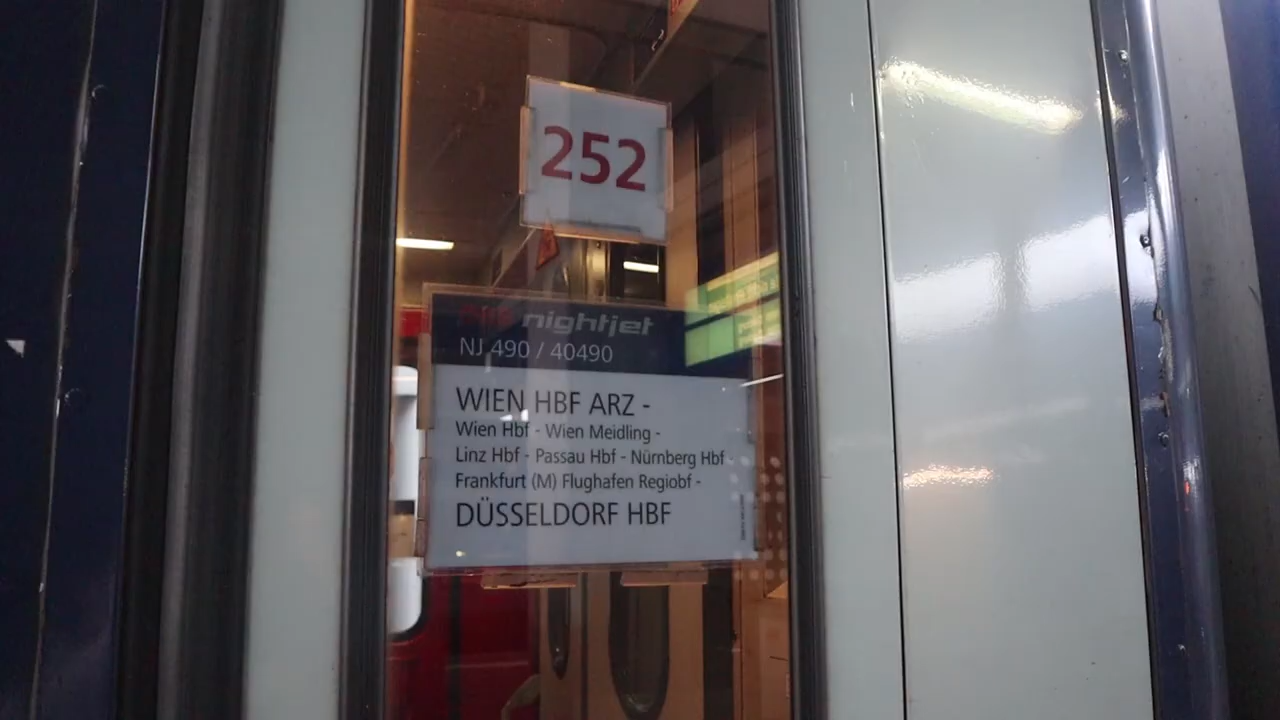 252
nightjet
NJ 490 / 40490
WIEN HBF ARZ -
Wien Hbf - Wien Meidling -
Linz Hbf - Passau Hbf - Nürnberg Hbf -
Frankfurt (M) Flughafen Regiobf -
DÜSSELDORF HBF